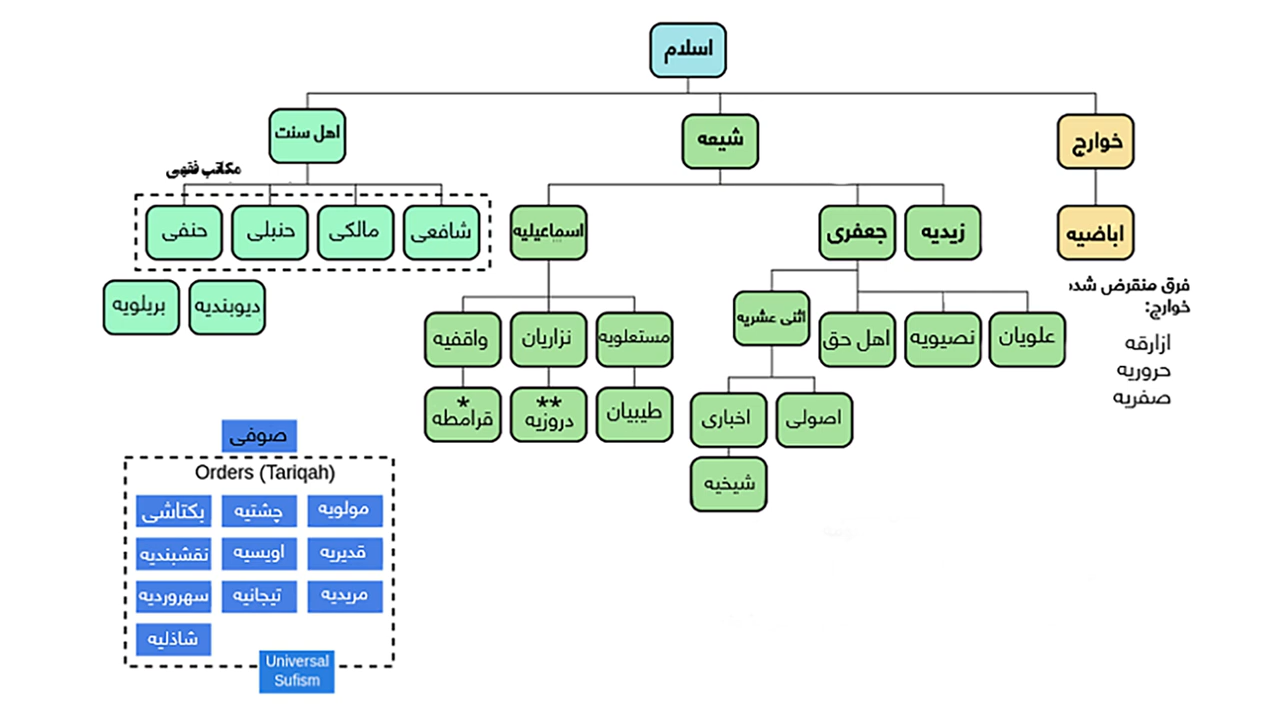 اسلام
اهل سنت
شیعه
خوارج
مکاتب فقهی
حنفی
حنبلی
مالکی
شافعی
اسماعیلیه
جعفری
زیدیه
اباضیه
بریلویه
دیوبندیه
فرق منقرض شده
خوارج:
ازارقه
حروریه
صفریه
واقفیه
نزاریان
مستعلویه
اثنی عشریه
اهل حق
نصیویه
علویان
*
قرامطه
**
دروزیه
طیبیان
اخباری
اصولی
شیخیه
صوفی
Orders (Tariqah)
بکتاشی
چشتیه
مولویه
نقشبندیه
اویسیه
قدیریه
سهروردیه
تیجانیه
مریدیه
شاذلیه
Universal
Sufism